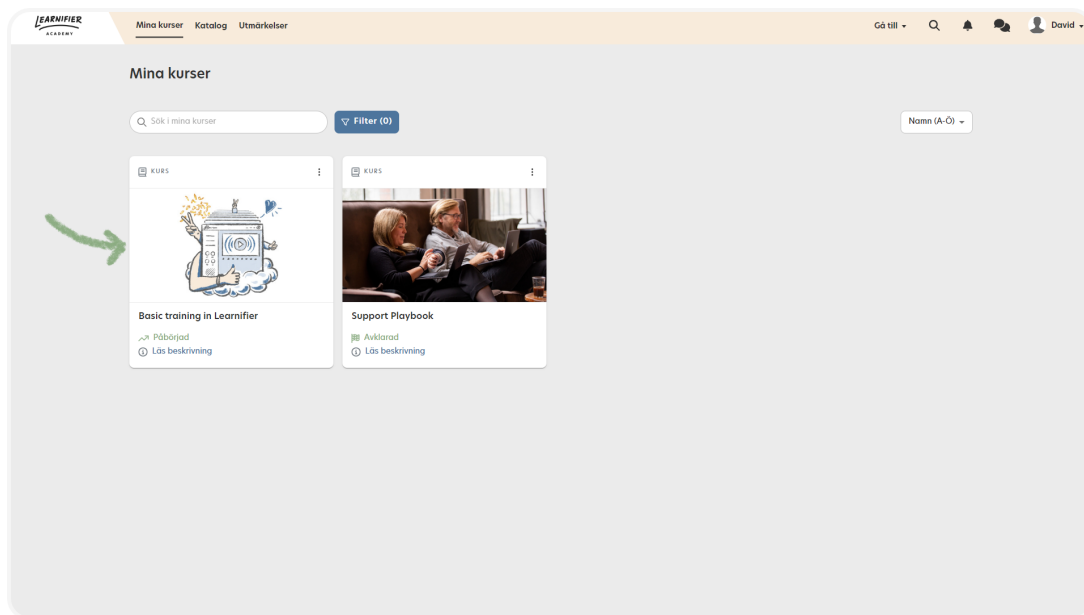 LEARNIFIER
ACADEMY
Mina kurser Katalog Utmärkelser
Gå till
David
Mina kurser
Sök i mina kurser
Filter (0)
Namn (A-Ö)
KURS
Basic training in Learnifier
Påbörjad
Läs beskrivning
KURS
Support Playbook
Avklarad
Läs beskrivning